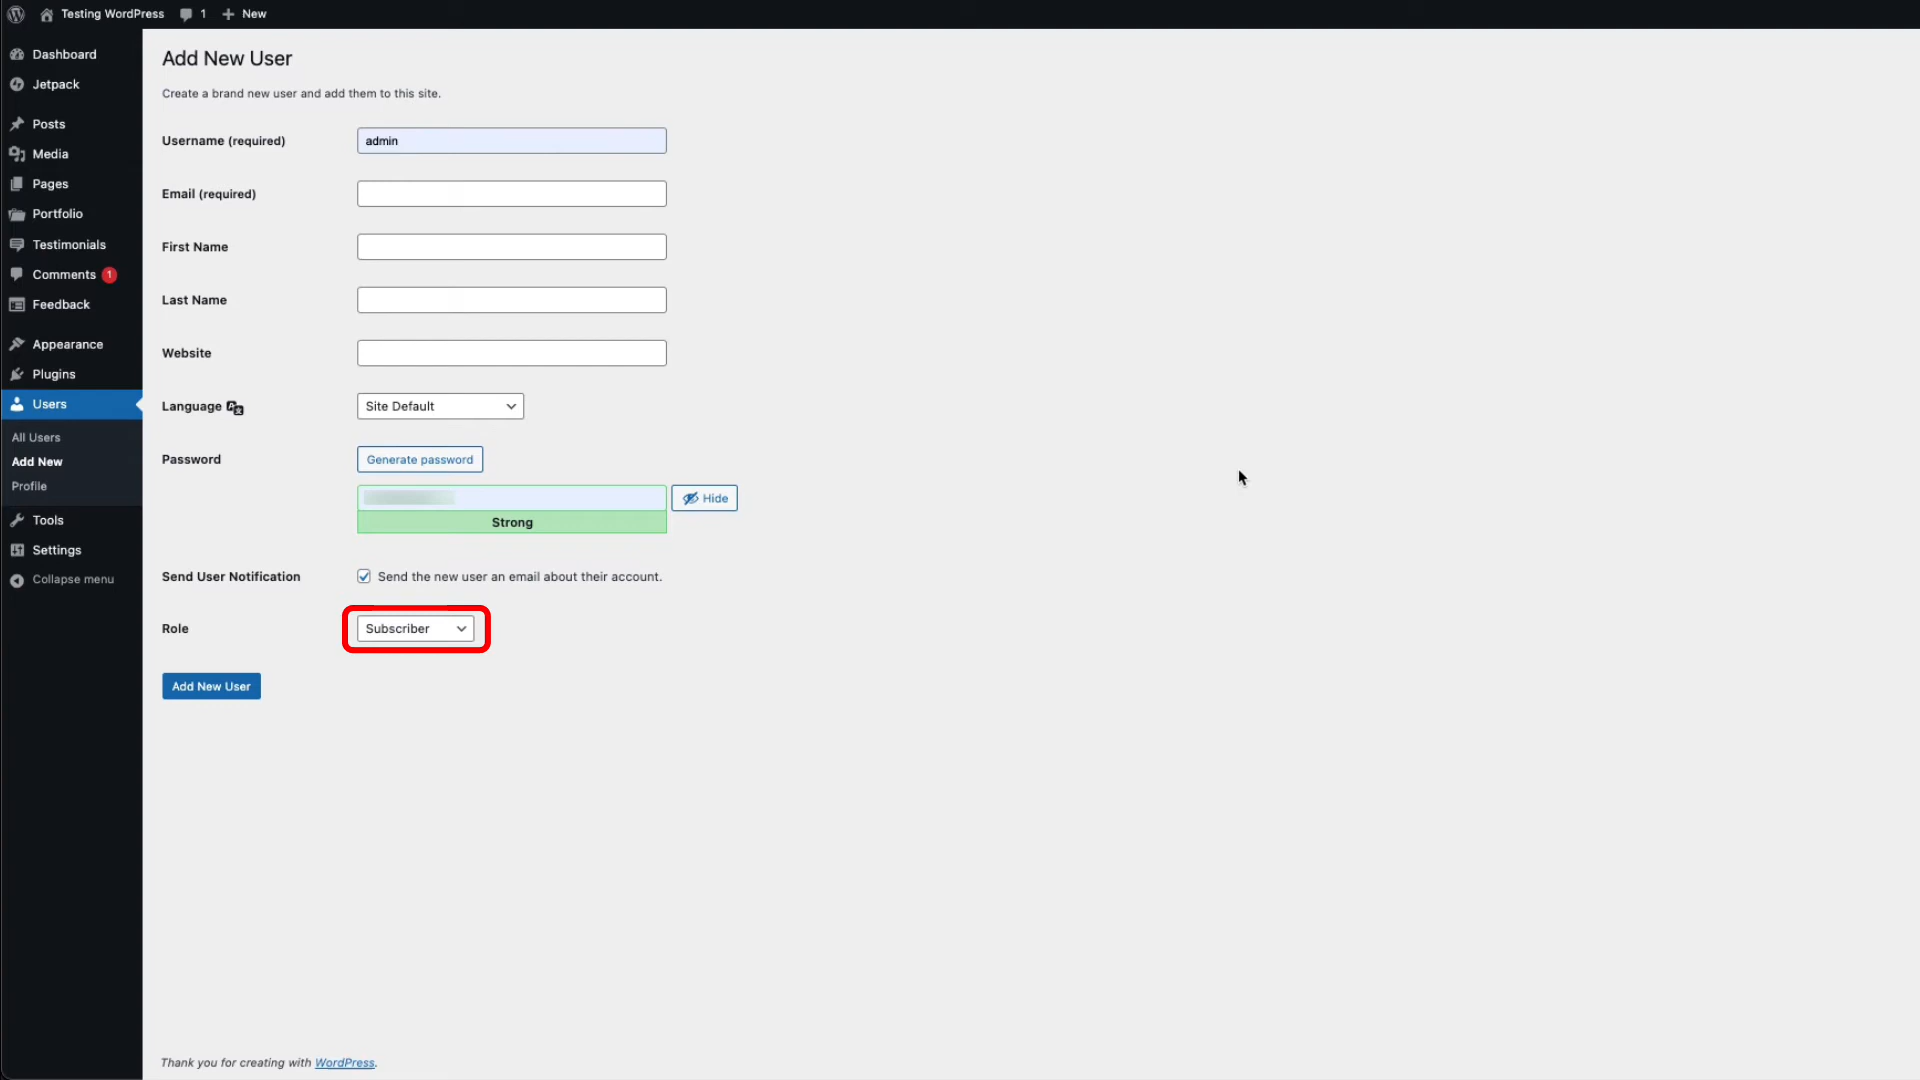 Testing WordPress 1 New
Dashboard
Jetpack
Posts
Media
Pages
Portfolio
Testimonials
Comments 1
Feedback
Appearance
Plugins
Users
All Users
Add New
Profile
Tools
Settings
Collapse menu
Add New User
Create a brand new user and add them to this site.
Username (required) admin
Email (required)
First Name
Last Name
Website
Language Site Default
Password Generate password
Hide
Strong
Send User Notification Send the new user an email about their account.
Role Subscriber
Add New User
Thank you for creating with WordPress.